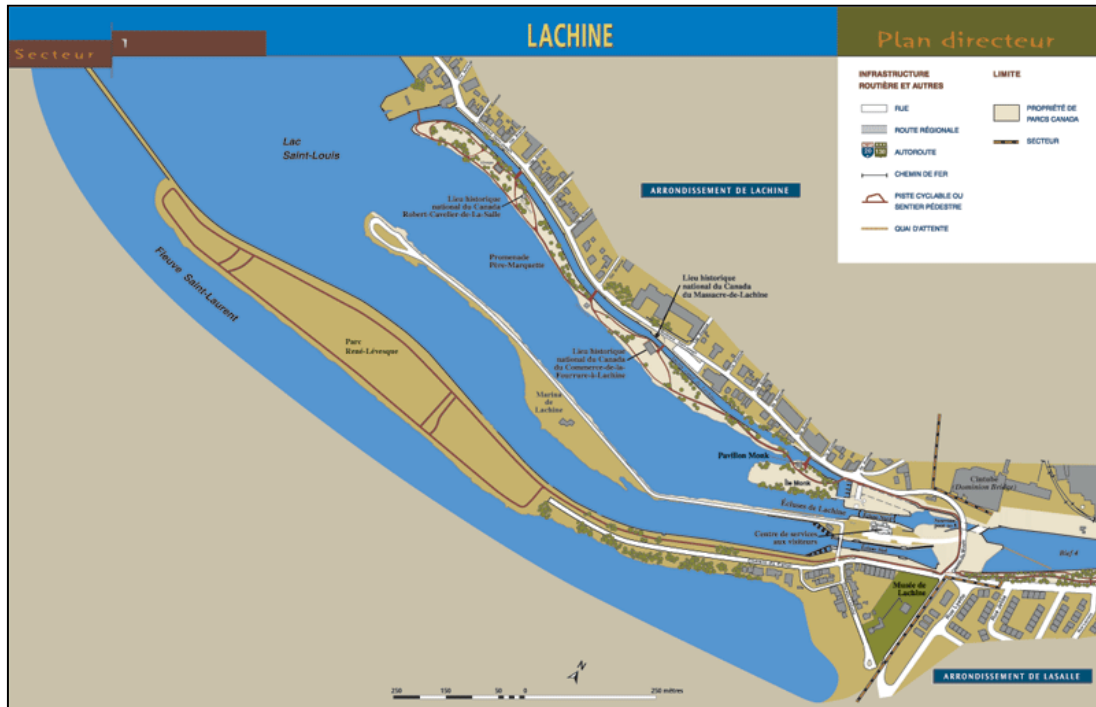 Secteur
1
LACHINE
Plan directeur
INFRASTRUCTURE
ROUTIÈRE ET AUTRES
RUE
ROUTE RÉGIONALE
AUTOROUTE
CHEMIN DE FER
PISTE CYCLABLE OU
SENTIER PÉDESTRE
QUAI D'ATTENTE
LIMITE
PROPRIÉTÉ DE
PARCS CANADA
SECTEUR
Lac
Saint-Louis
ARRONDISSEMENT DE LACHINE
Lieu historique
national du Canada
Robert-Cavelier-de-La-Salle
Fleuve Saint-Laurent
Promenade
Père-Marquette
Lieu historique
national du Canada
du Massacre-de-Lachine
Parc
René-Lévesque
Lieu historique
national du Canada
du Commerce-de-la-
Fourrure-à-Lachine
Marina
de
Lachine
Pavillon Monk
Île Monk
(Dominion Bridge)
Écluses de Lachine
Centre de services
aux visiteurs
Bief 4
Musée de
Lachine
ARRONDISSEMENT DE LASALLE
N
250
150
50
0
250 mètres